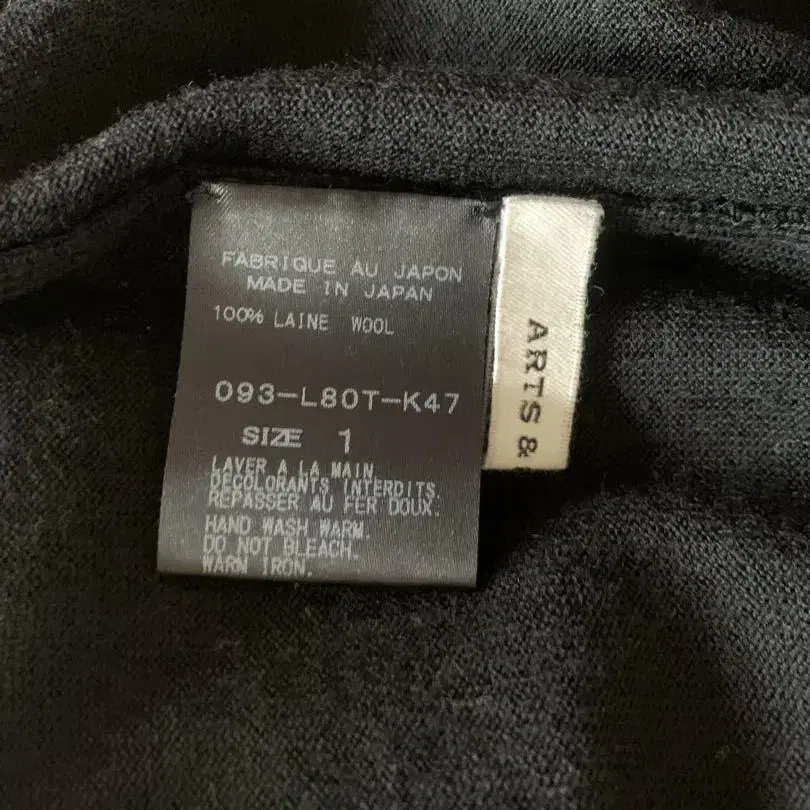 FABRIQUE AU JAPON
MADE IN JAPAN
100% LAINE WOOL
093-L80T-K47
SIZE 1
LAVER A LA MAIN.
DECOLORANTS INTERDITS.
REPASSER AU FER DOUX.
HAND WASH WARM.
DO NOT BLEACH.
WARN IRON.
ARTS &